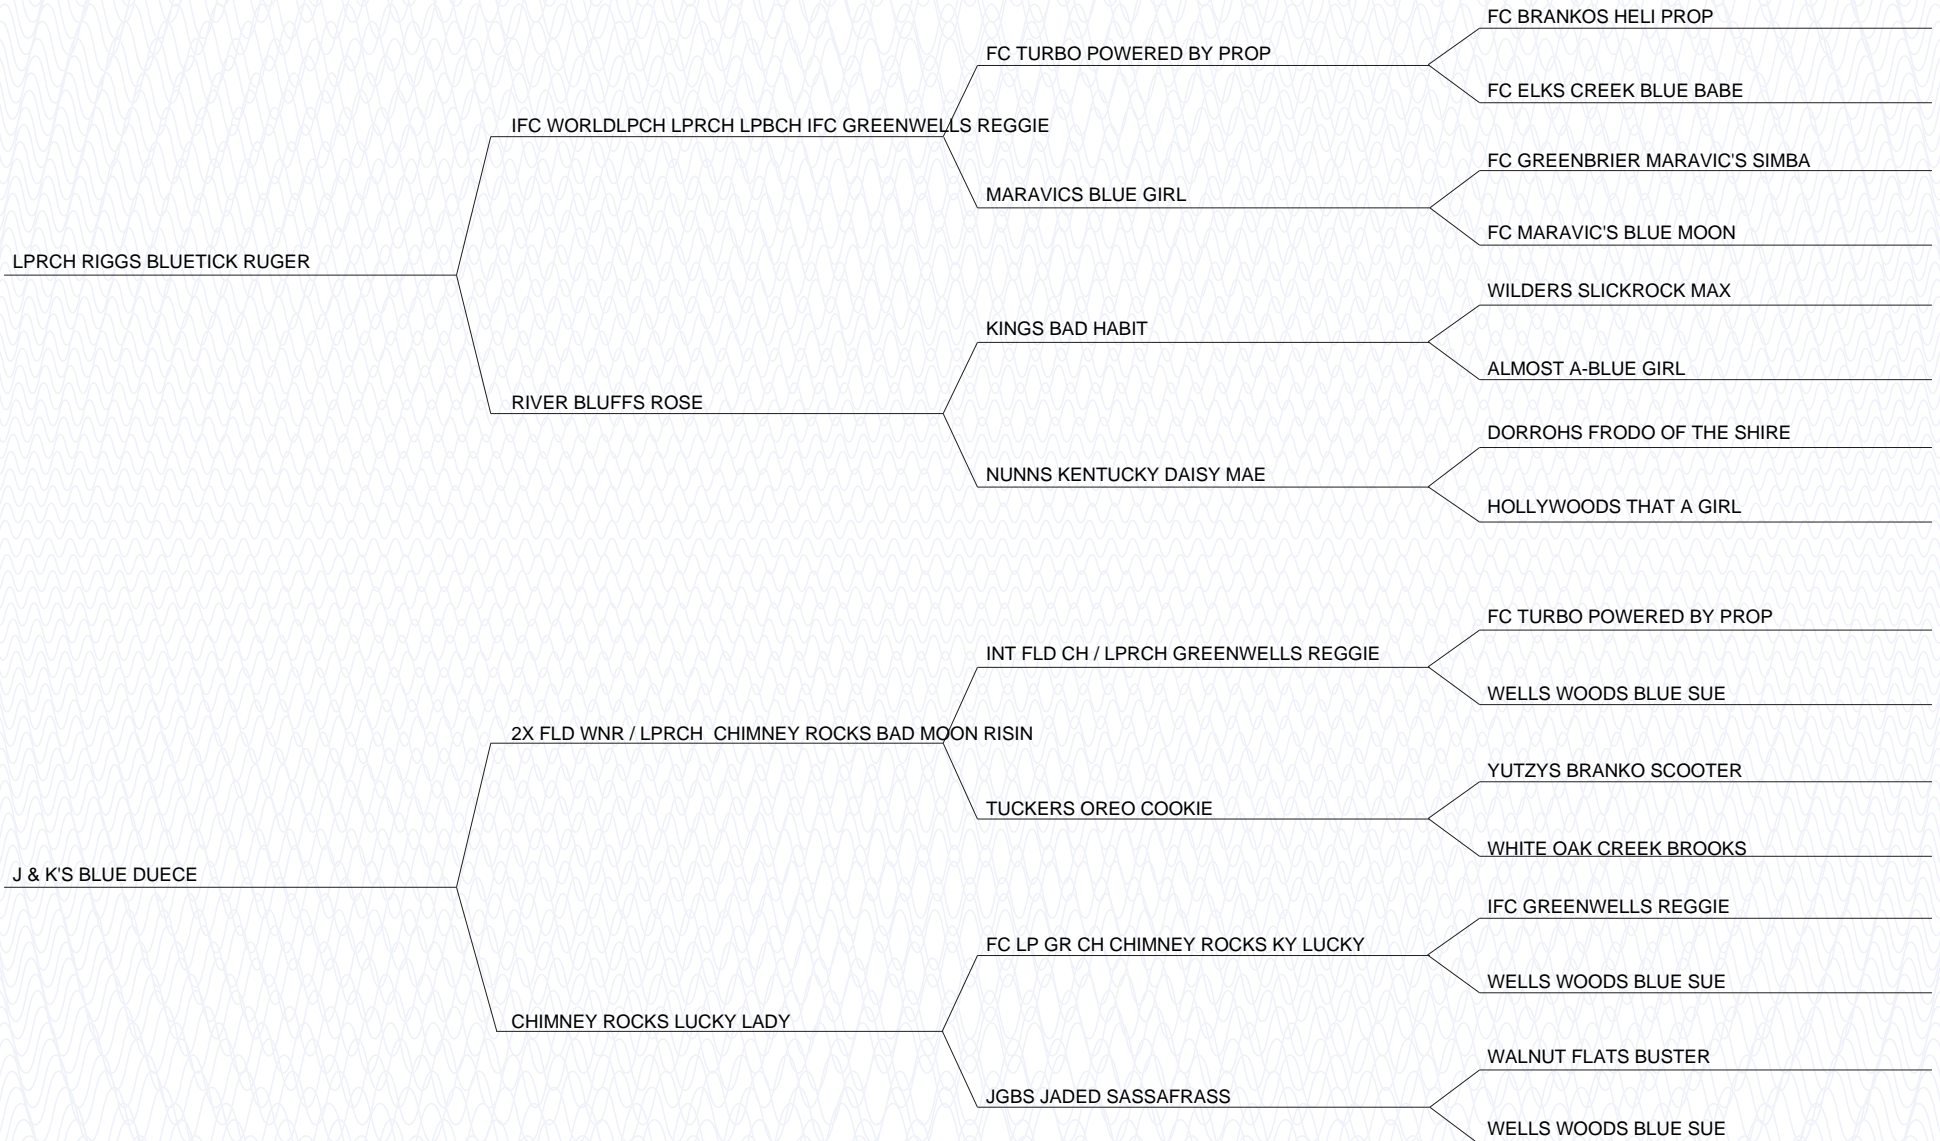 FC BRANKOS HELI PROP
FC TURBO POWERED BY PROP
FC ELKS CREEK BLUE BABE
IFC WORLDLPCH LPRCH LPBCH IFC GREENWELLS REGGIE
FC GREENBRIER MARAVIC'S SIMBA
MARAVICS BLUE GIRL
FC MARAVIC'S BLUE MOON
LPRCH RIGGS BLUETICK RUGER
WILDERS SLICKROCK MAX
KINGS BAD HABIT
ALMOST A-BLUE GIRL
RIVER BLUFFS ROSE
DORROHS FRODO OF THE SHIRE
NUNNS KENTUCKY DAISY MAE
HOLLYWOODS THAT A GIRL
FC TURBO POWERED BY PROP
INT FLD CH / LPRCH GREENWELLS REGGIE
WELLS WOODS BLUE SUE
2X FLD WNR / LPRCH  CHIMNEY ROCKS BAD MOON RISIN
YUTZYS BRANKO SCOOTER
TUCKERS OREO COOKIE
WHITE OAK CREEK BROOKS
J & K'S BLUE DUECE
IFC GREENWELLS REGGIE
FC LP GR CH CHIMNEY ROCKS KY LUCKY
WELLS WOODS BLUE SUE
CHIMNEY ROCKS LUCKY LADY
WALNUT FLATS BUSTER
JGBS JADED SASSAFRASS
WELLS WOODS BLUE SUE